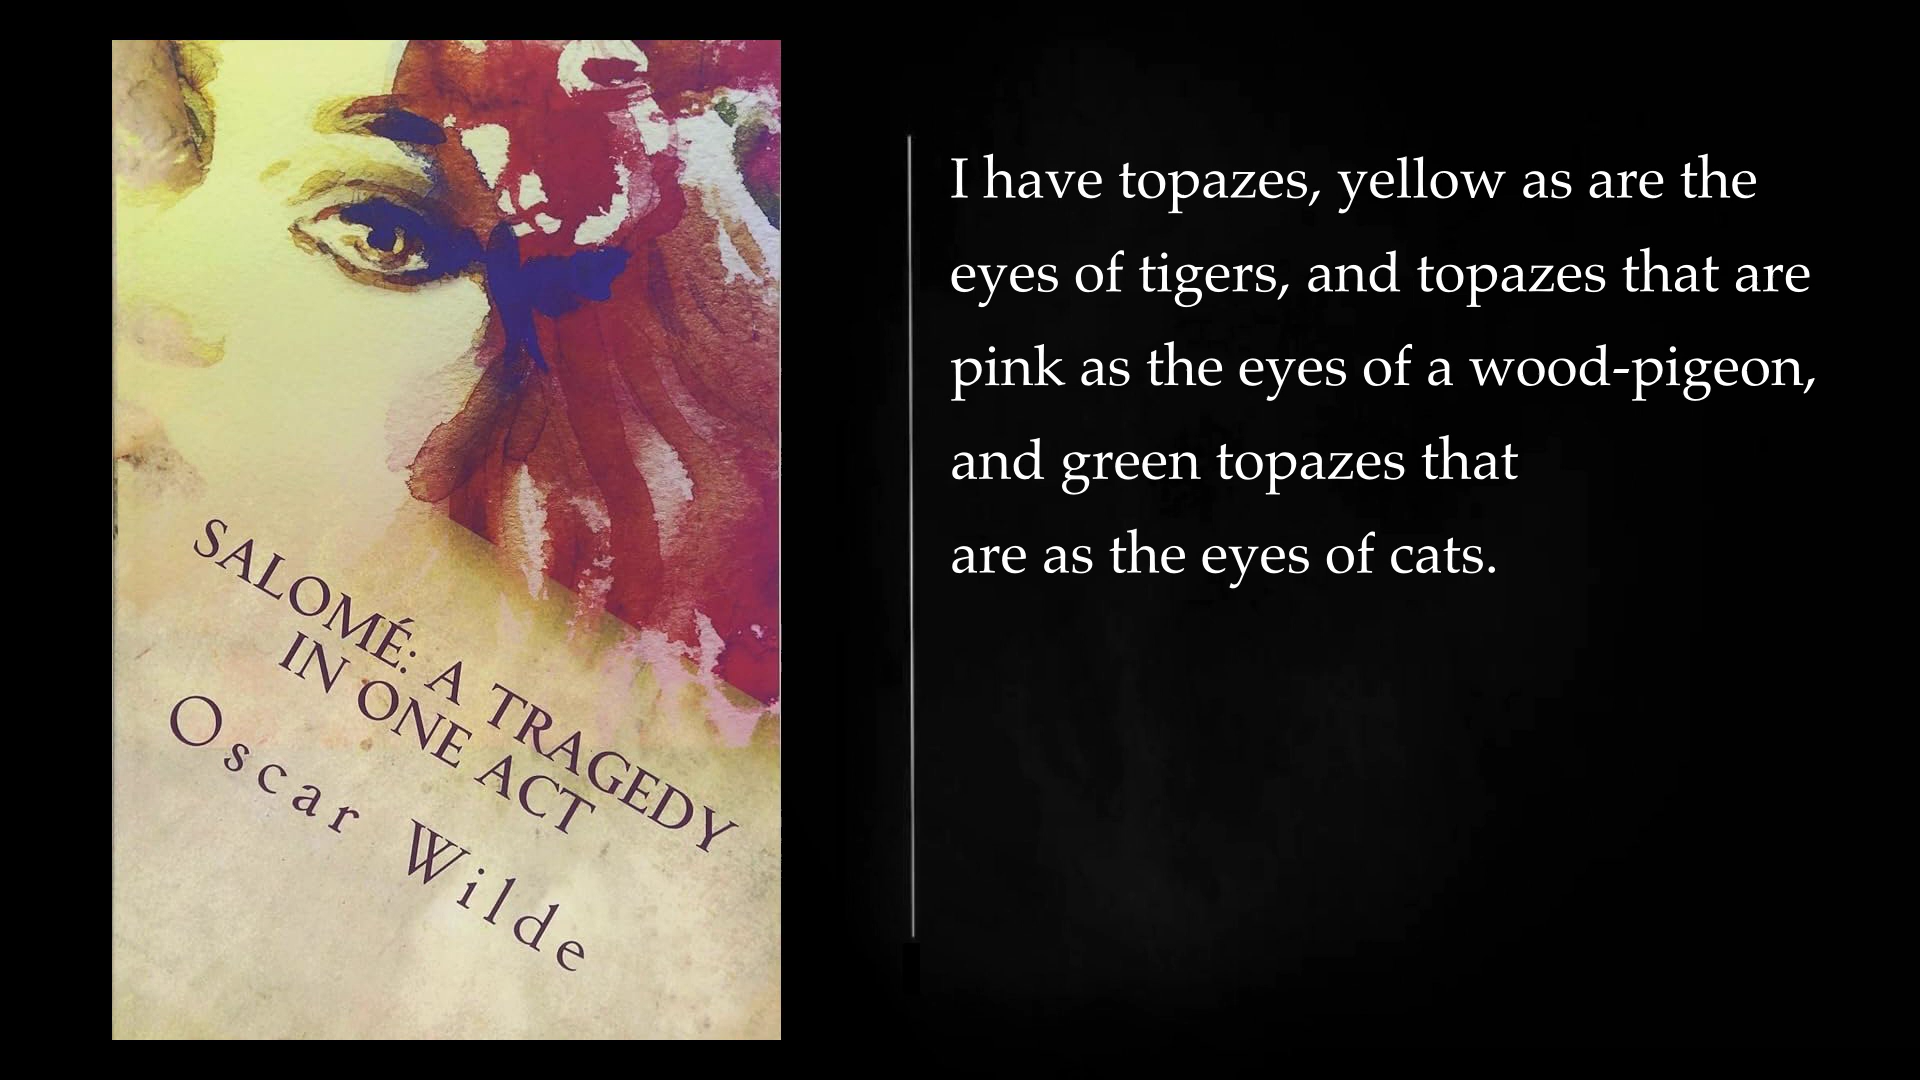 SALOMÉ: A TRAGEDY
IN ONE ACT
Oscar Wilde
I have topazes, yellow as are the
eyes of tigers, and topazes that are
pink as the eyes of a wood-pigeon,
and green topazes that
are as the eyes of cats.